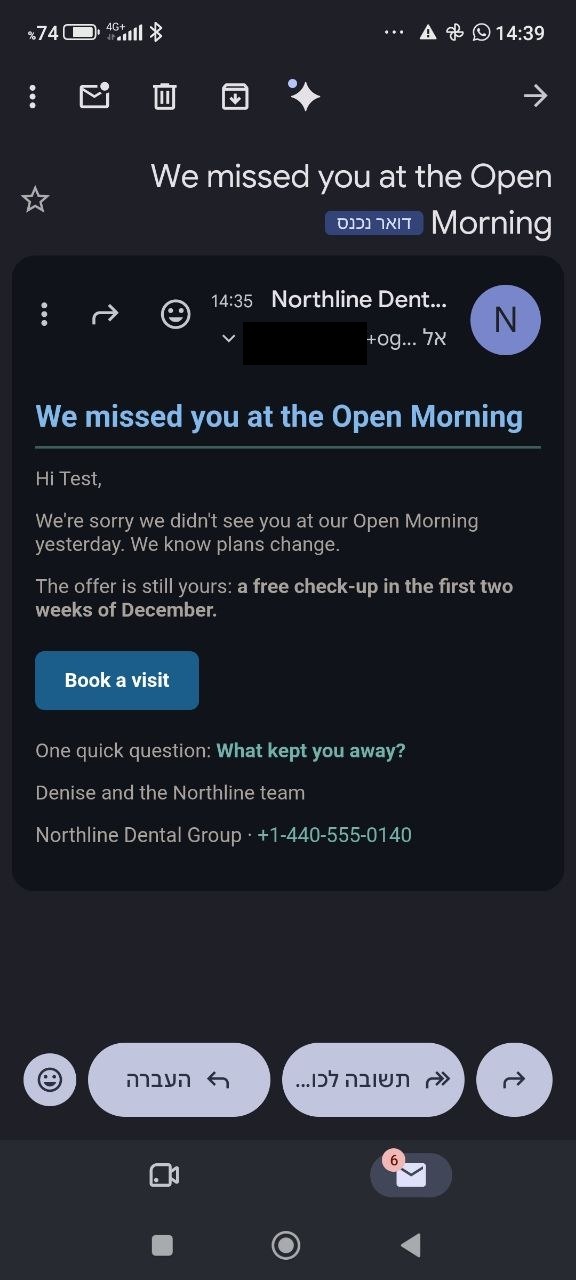 %74 4G+ 14:39
We missed you at the Open
Morning דואר נכנס
Northline Dent... 14:35
אל ...og+
N
We missed you at the Open Morning
Hi Test,
We're sorry we didn't see you at our Open Morning
yesterday. We know plans change.
The offer is still yours: a free check-up in the first two
weeks of December.
Book a visit
One quick question: What kept you away?
Denise and the Northline team
Northline Dental Group · +1-440-555-0140
תשובה לכו...
העברה
6